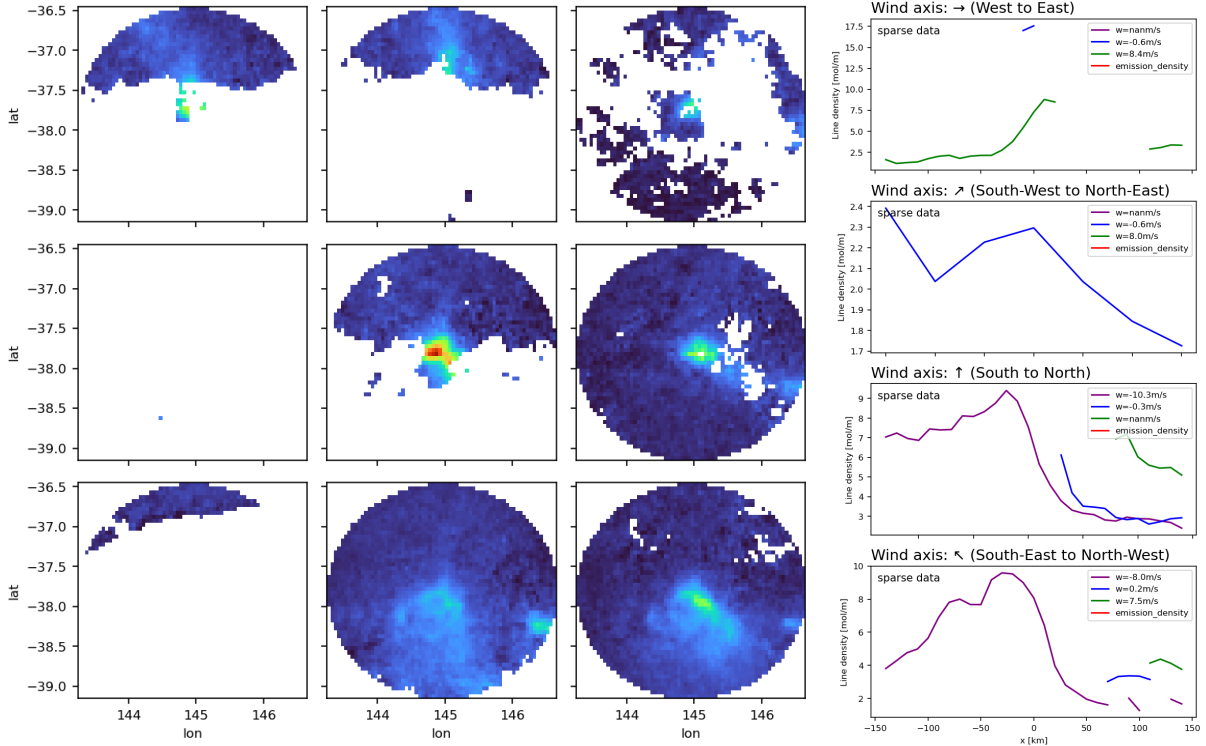 −36.5
−37.0
−37.5
−38.0
−38.5
−39.0
lat
−36.5
−37.0
−37.5
−38.0
−38.5
−39.0
lat
−36.5
−37.0
−37.5
−38.0
−38.5
−39.0
lat
144 145 146
lon
144 145 146
lon
144 145 146
lon
Wind axis: → (West to East)
sparse data
w=nanm/s
w=-0.6m/s
w=8.4m/s
emission_density
17.5
15.0
12.5
10.0
7.5
5.0
2.5
Line density [mol/m]
Wind axis: ↗ (South-West to North-East)
sparse data
w=nanm/s
w=-0.6m/s
w=8.0m/s
emission_density
2.4
2.3
2.2
2.1
2.0
1.9
1.8
1.7
Line density [mol/m]
Wind axis: ↑ (South to North)
sparse data
w=-10.3m/s
w=-0.3m/s
w=nanm/s
emission_density
9
8
7
6
5
4
3
Line density [mol/m]
Wind axis: ↖ (South-East to North-West)
sparse data
w=-8.0m/s
w=0.2m/s
w=7.5m/s
emission_density
10
8
6
4
2
Line density [mol/m]
−150 −100 −50 0 50 100 150
x [km]